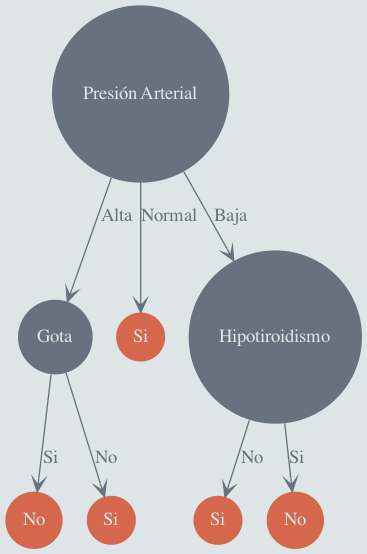 Presión Arterial
Alta
Normal
Baja
Gota
Si
Hipotiroidismo
Si
No
No
Si
No
Si
Si
No